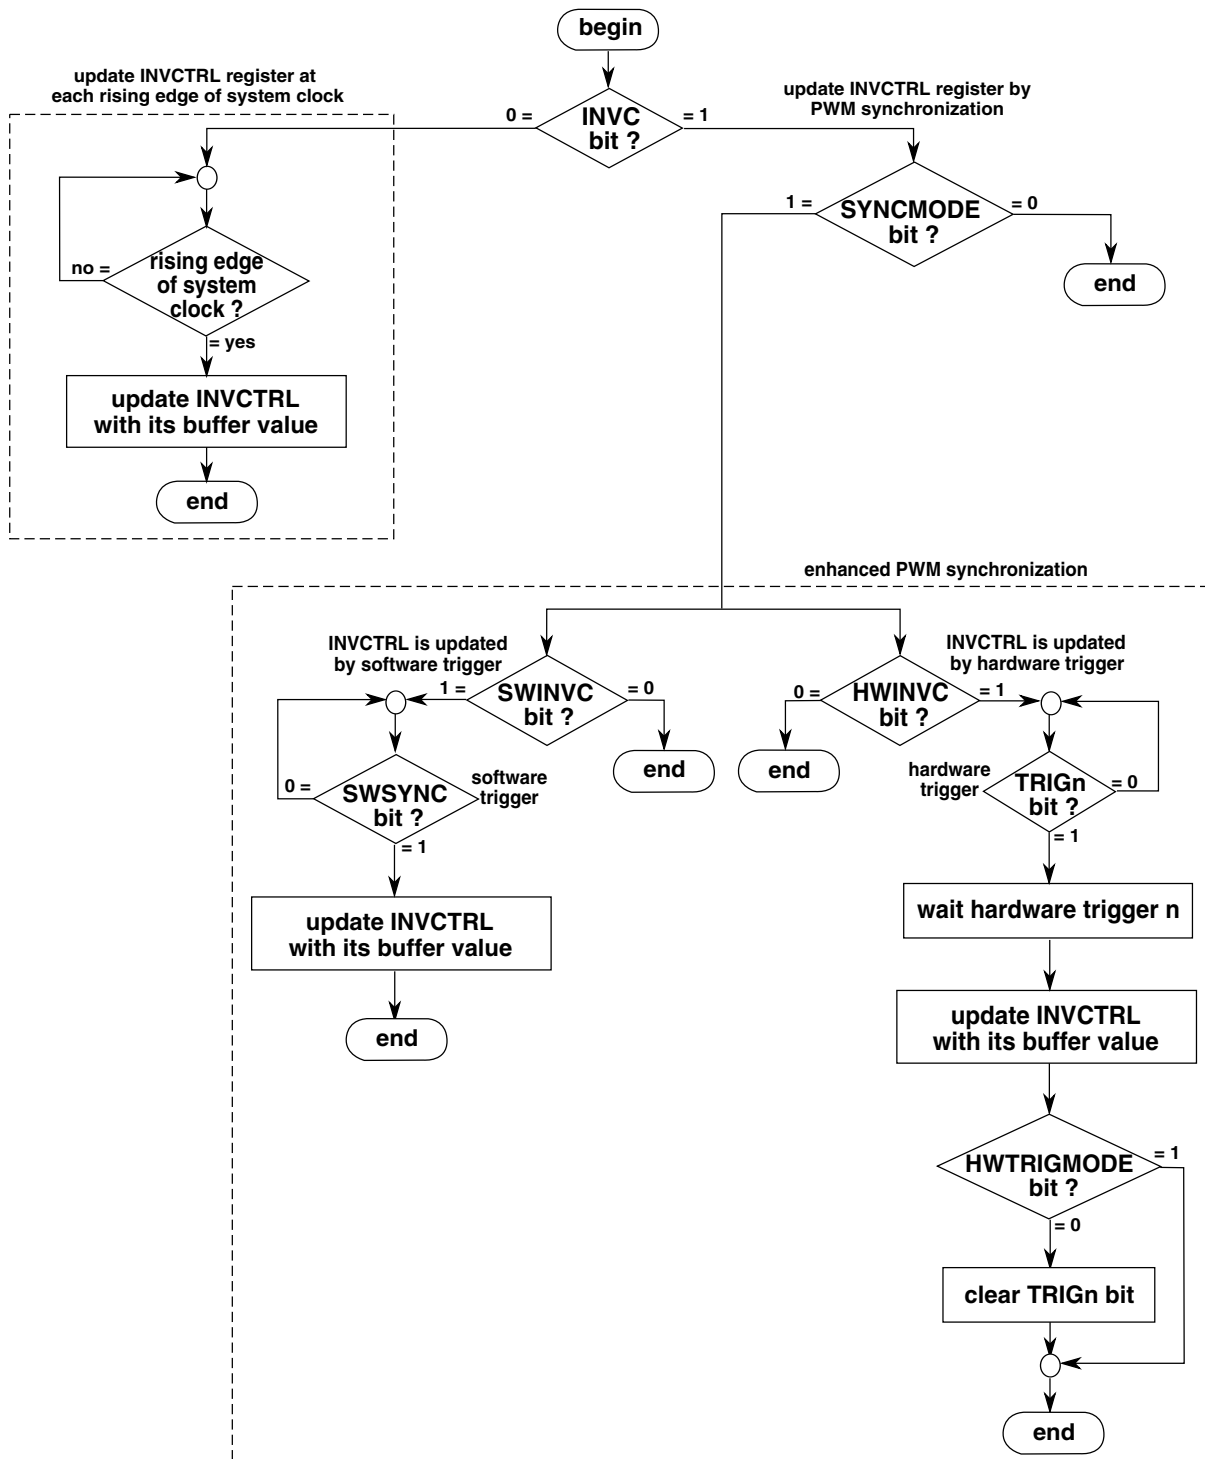 begin
update INVCTRL register at
each rising edge of system clock
update INVCTRL register by
PWM synchronization
0 =
INVC
bit ?
= 1
1 =
SYNCMODE
bit ?
= 0
end
no =
rising edge
of system
clock ?
= yes
update INVCTRL
with its buffer value
end
enhanced PWM synchronization
INVCTRL is updated
by software trigger
1 =
SWINVC
bit ?
= 0
end
0 =
SWSYNC
bit ?
software
trigger
= 1
update INVCTRL
with its buffer value
end
INVCTRL is updated
by hardware trigger
0 =
HWINVC
bit ?
= 1
end
hardware
trigger
TRIGn
bit ?
= 0
= 1
wait hardware trigger n
update INVCTRL
with its buffer value
HWTRIGMODE
bit ?
= 1
= 0
clear TRIGn bit
end